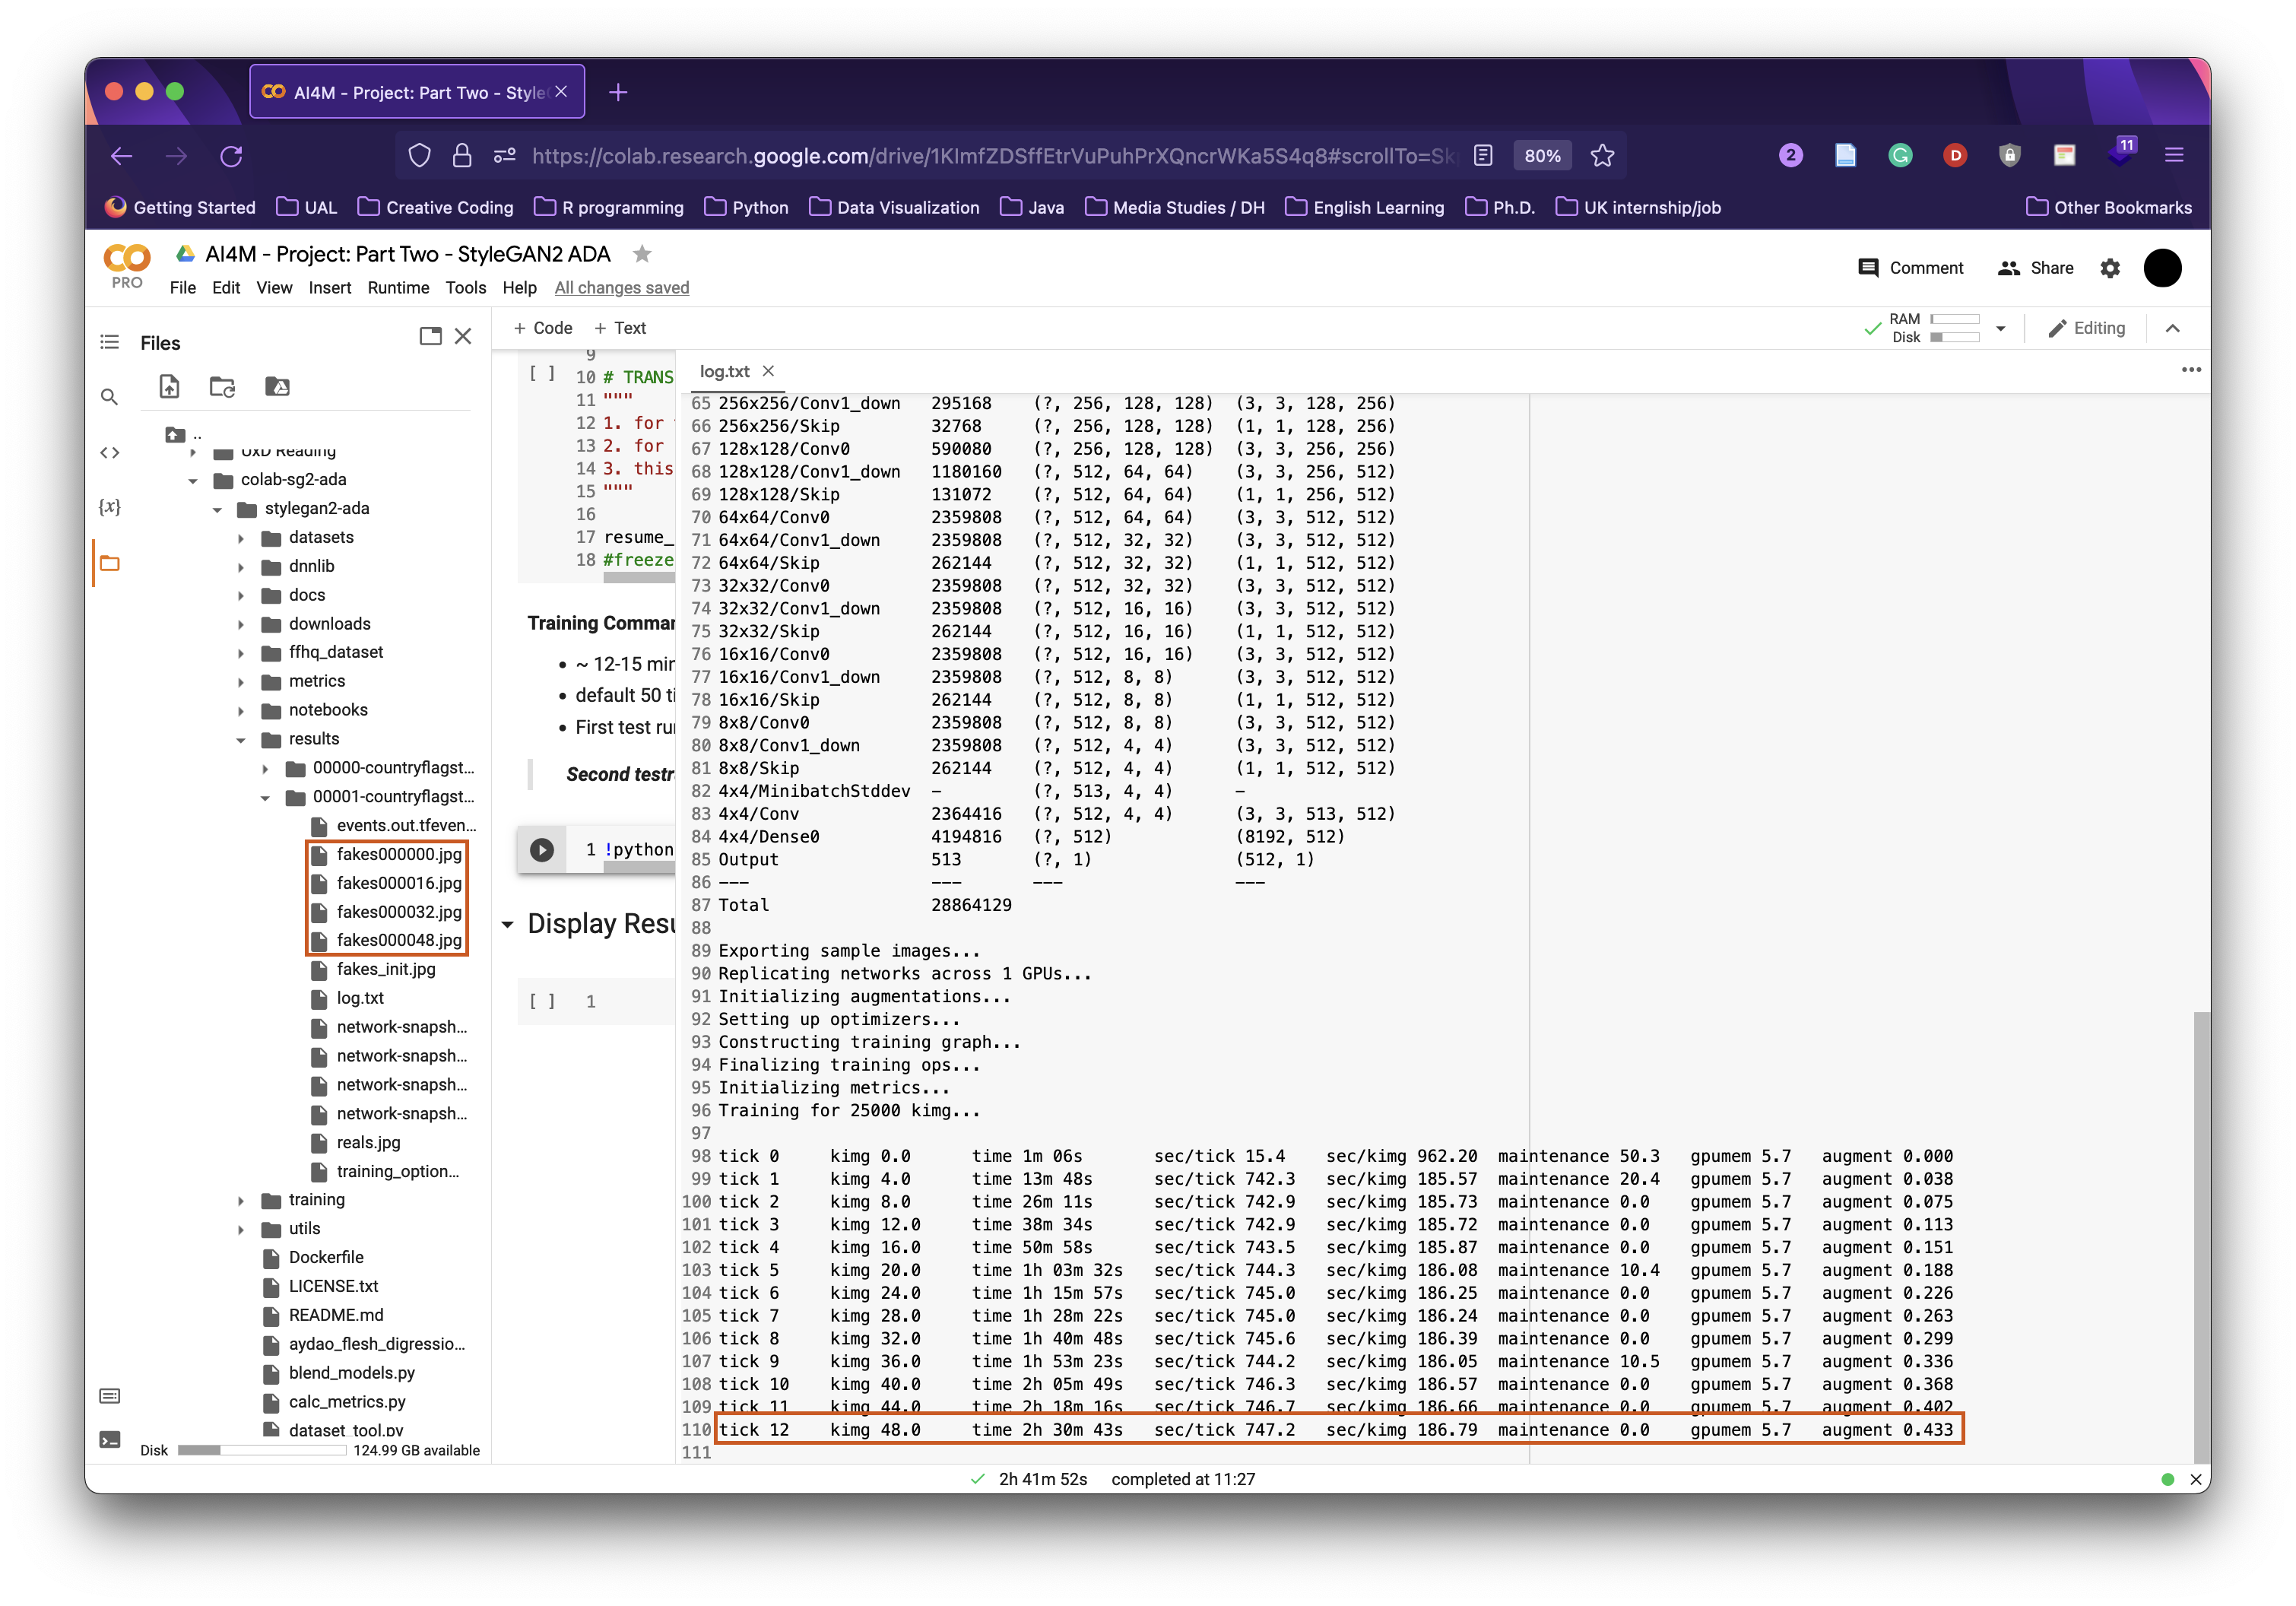 AI4M - Project: Part Two - Style
https://colab.research.google.com/drive/1KImfZDSffEtrVuPuhPrXQncrWKa5S4q8#scrollTo=Sk
80%
2
G
D
11
Getting Started UAL Creative Coding R programming Python Data Visualization Java Media Studies / DH English Learning Ph.D. UK internship/job Other Bookmarks
PRO
AI4M - Project: Part Two - StyleGAN2 ADA
File Edit View Insert Runtime Tools Help All changes saved
Comment Share
Files
+ Code + Text
RAM
Disk
Editing
..
UxD Reading
colab-sg2-ada
stylegan2-ada
datasets
dnnlib
docs
downloads
ffhq_dataset
metrics
notebooks
results
00000-countryflagst...
00001-countryflagst...
events.out.tfeven...
fakes000000.jpg
fakes000016.jpg
fakes000032.jpg
fakes000048.jpg
fakes_init.jpg
log.txt
network-snapsh...
network-snapsh...
network-snapsh...
network-snapsh...
reals.jpg
training_option...
training
utils
Dockerfile
LICENSE.txt
README.md
aydao_flesh_digressio...
blend_models.py
calc_metrics.py
dataset_tool.py
Disk 124.99 GB available
[ ]
9
10 # TRANS
11 """
12 1. for
13 2. for
14 3. this
15 """
16
17 resume_
18 #freeze
Training Comman
• ~ 12-15 min
• default 50 ti
• First test rur
Second testr
1 !python
Display Resu
[ ] 1
log.txt
65 256x256/Conv1_down 295168 (?, 256, 128, 128) (3, 3, 128, 256)
66 256x256/Skip 32768 (?, 256, 128, 128) (1, 1, 128, 256)
67 128x128/Conv0 590080 (?, 256, 128, 128) (3, 3, 256, 256)
68 128x128/Conv1_down 1180160 (?, 512, 64, 64) (3, 3, 256, 512)
69 128x128/Skip 131072 (?, 512, 64, 64) (1, 1, 256, 512)
70 64x64/Conv0 2359808 (?, 512, 64, 64) (3, 3, 512, 512)
71 64x64/Conv1_down 2359808 (?, 512, 32, 32) (3, 3, 512, 512)
72 64x64/Skip 262144 (?, 512, 32, 32) (1, 1, 512, 512)
73 32x32/Conv0 2359808 (?, 512, 32, 32) (3, 3, 512, 512)
74 32x32/Conv1_down 2359808 (?, 512, 16, 16) (3, 3, 512, 512)
75 32x32/Skip 262144 (?, 512, 16, 16) (1, 1, 512, 512)
76 16x16/Conv0 2359808 (?, 512, 16, 16) (3, 3, 512, 512)
77 16x16/Conv1_down 2359808 (?, 512, 8, 8) (3, 3, 512, 512)
78 16x16/Skip 262144 (?, 512, 8, 8) (1, 1, 512, 512)
79 8x8/Conv0 2359808 (?, 512, 8, 8) (3, 3, 512, 512)
80 8x8/Conv1_down 2359808 (?, 512, 4, 4) (3, 3, 512, 512)
81 8x8/Skip 262144 (?, 512, 4, 4) (1, 1, 512, 512)
82 4x4/MinibatchStddev - (?, 513, 4, 4) -
83 4x4/Conv 2364416 (?, 512, 4, 4) (3, 3, 513, 512)
84 4x4/Dense0 4194816 (?, 512) (8192, 512)
85 Output 513 (?, 1) (512, 1)
86 --- --- --- ---
87 Total 28864129
88
89 Exporting sample images...
90 Replicating networks across 1 GPUs...
91 Initializing augmentations...
92 Setting up optimizers...
93 Constructing training graph...
94 Finalizing training ops...
95 Initializing metrics...
96 Training for 25000 kimg...
97
98 tick 0 kimg 0.0 time 1m 06s sec/tick 15.4 sec/kimg 962.20 maintenance 50.3 gpumem 5.7 augment 0.000
99 tick 1 kimg 4.0 time 13m 48s sec/tick 742.3 sec/kimg 185.57 maintenance 20.4 gpumem 5.7 augment 0.038
100 tick 2 kimg 8.0 time 26m 11s sec/tick 742.9 sec/kimg 185.73 maintenance 0.0 gpumem 5.7 augment 0.075
101 tick 3 kimg 12.0 time 38m 34s sec/tick 742.9 sec/kimg 185.72 maintenance 0.0 gpumem 5.7 augment 0.113
102 tick 4 kimg 16.0 time 50m 58s sec/tick 743.5 sec/kimg 185.87 maintenance 0.0 gpumem 5.7 augment 0.151
103 tick 5 kimg 20.0 time 1h 03m 32s sec/tick 744.3 sec/kimg 186.08 maintenance 10.4 gpumem 5.7 augment 0.188
104 tick 6 kimg 24.0 time 1h 15m 57s sec/tick 745.0 sec/kimg 186.25 maintenance 0.0 gpumem 5.7 augment 0.226
105 tick 7 kimg 28.0 time 1h 28m 22s sec/tick 745.0 sec/kimg 186.24 maintenance 0.0 gpumem 5.7 augment 0.263
106 tick 8 kimg 32.0 time 1h 40m 48s sec/tick 745.6 sec/kimg 186.39 maintenance 0.0 gpumem 5.7 augment 0.299
107 tick 9 kimg 36.0 time 1h 53m 23s sec/tick 744.2 sec/kimg 186.05 maintenance 10.5 gpumem 5.7 augment 0.336
108 tick 10 kimg 40.0 time 2h 05m 49s sec/tick 746.3 sec/kimg 186.57 maintenance 0.0 gpumem 5.7 augment 0.368
109 tick 11 kimg 44.0 time 2h 18m 16s sec/tick 746.7 sec/kimg 186.66 maintenance 0.0 gpumem 5.7 augment 0.402
110 tick 12 kimg 48.0 time 2h 30m 43s sec/tick 747.2 sec/kimg 186.79 maintenance 0.0 gpumem 5.7 augment 0.433
111
2h 41m 52s completed at 11:27